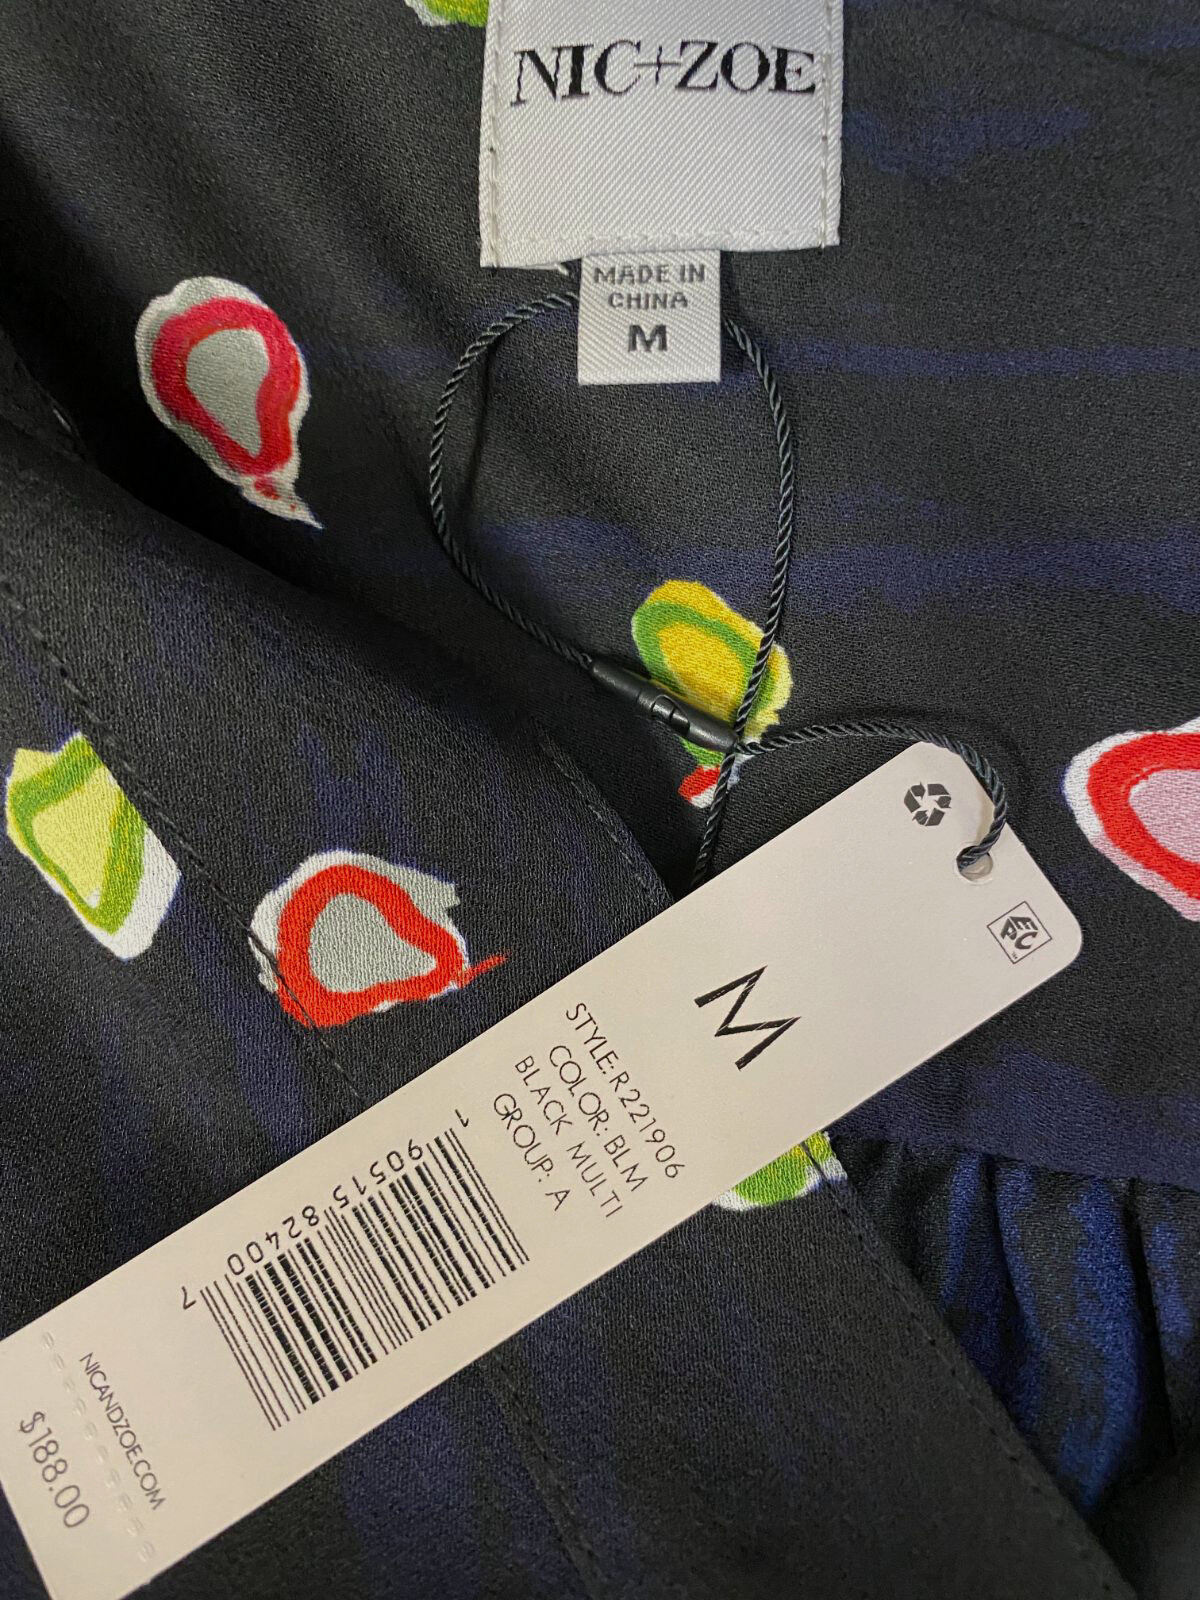 NIC+ZOE
MADE IN
CHINA
M
EPC
M
STYLE: R221906
COLOR: BLM
BLACK MULTI
GROUP: A
1 90515 82400 7
NICANDZOE.COM
$188.00